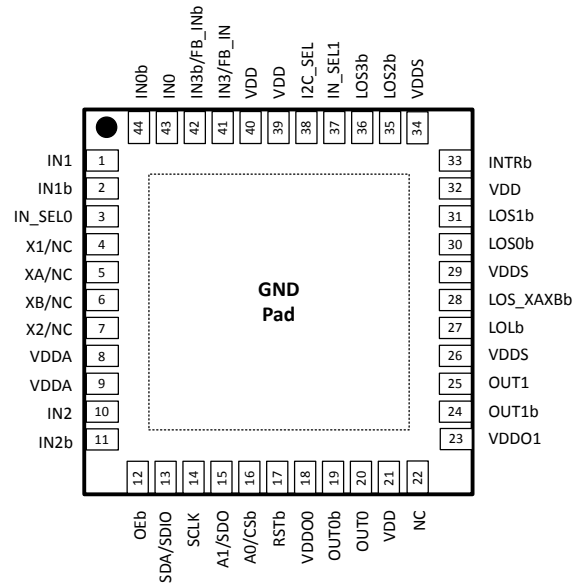 IN0b
IN0
IN3b/FB_INb
IN3/FB_IN
VDD
VDD
I2C_SEL
IN_SEL1
LOS3b
LOS2b
VDDS
44 43 42 41 40 39 38 37 36 35 34
IN1 1
IN1b 2
IN_SEL0 3
X1/NC 4
XA/NC 5
XB/NC 6
X2/NC 7
VDDA 8
VDDA 9
IN2 10
IN2b 11
GND
Pad
33 INTRb
32 VDD
31 LOS1b
30 LOS0b
29 VDDS
28 LOS_XAXBb
27 LOLb
26 VDDS
25 OUT1
24 OUT1b
23 VDDO1
12 13 14 15 16 17 18 19 20 21 22
OEb
SDA/SDIO
SCLK
A1/SDO
A0/CSb
RSTb
VDDO0
OUT0b
OUT0
VDD
NC